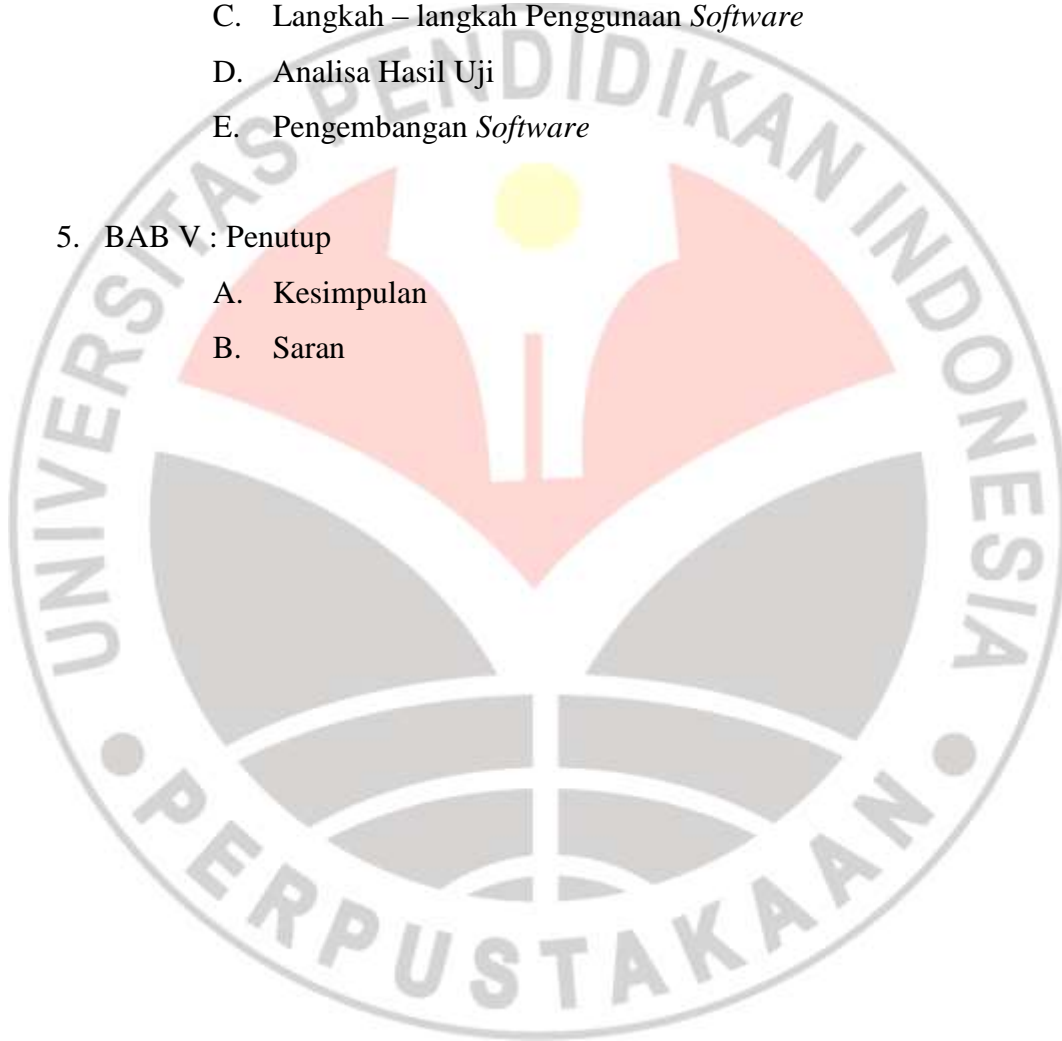 C. Langkah – langkah Penggunaan Software
D. Analisa Hasil Uji
E. Pengembangan Software
5. BAB V : Penutup
A. Kesimpulan
B. Saran
UNIVERSITAS PENDIDIKAN INDONESIA
PERPUSTAKAAN